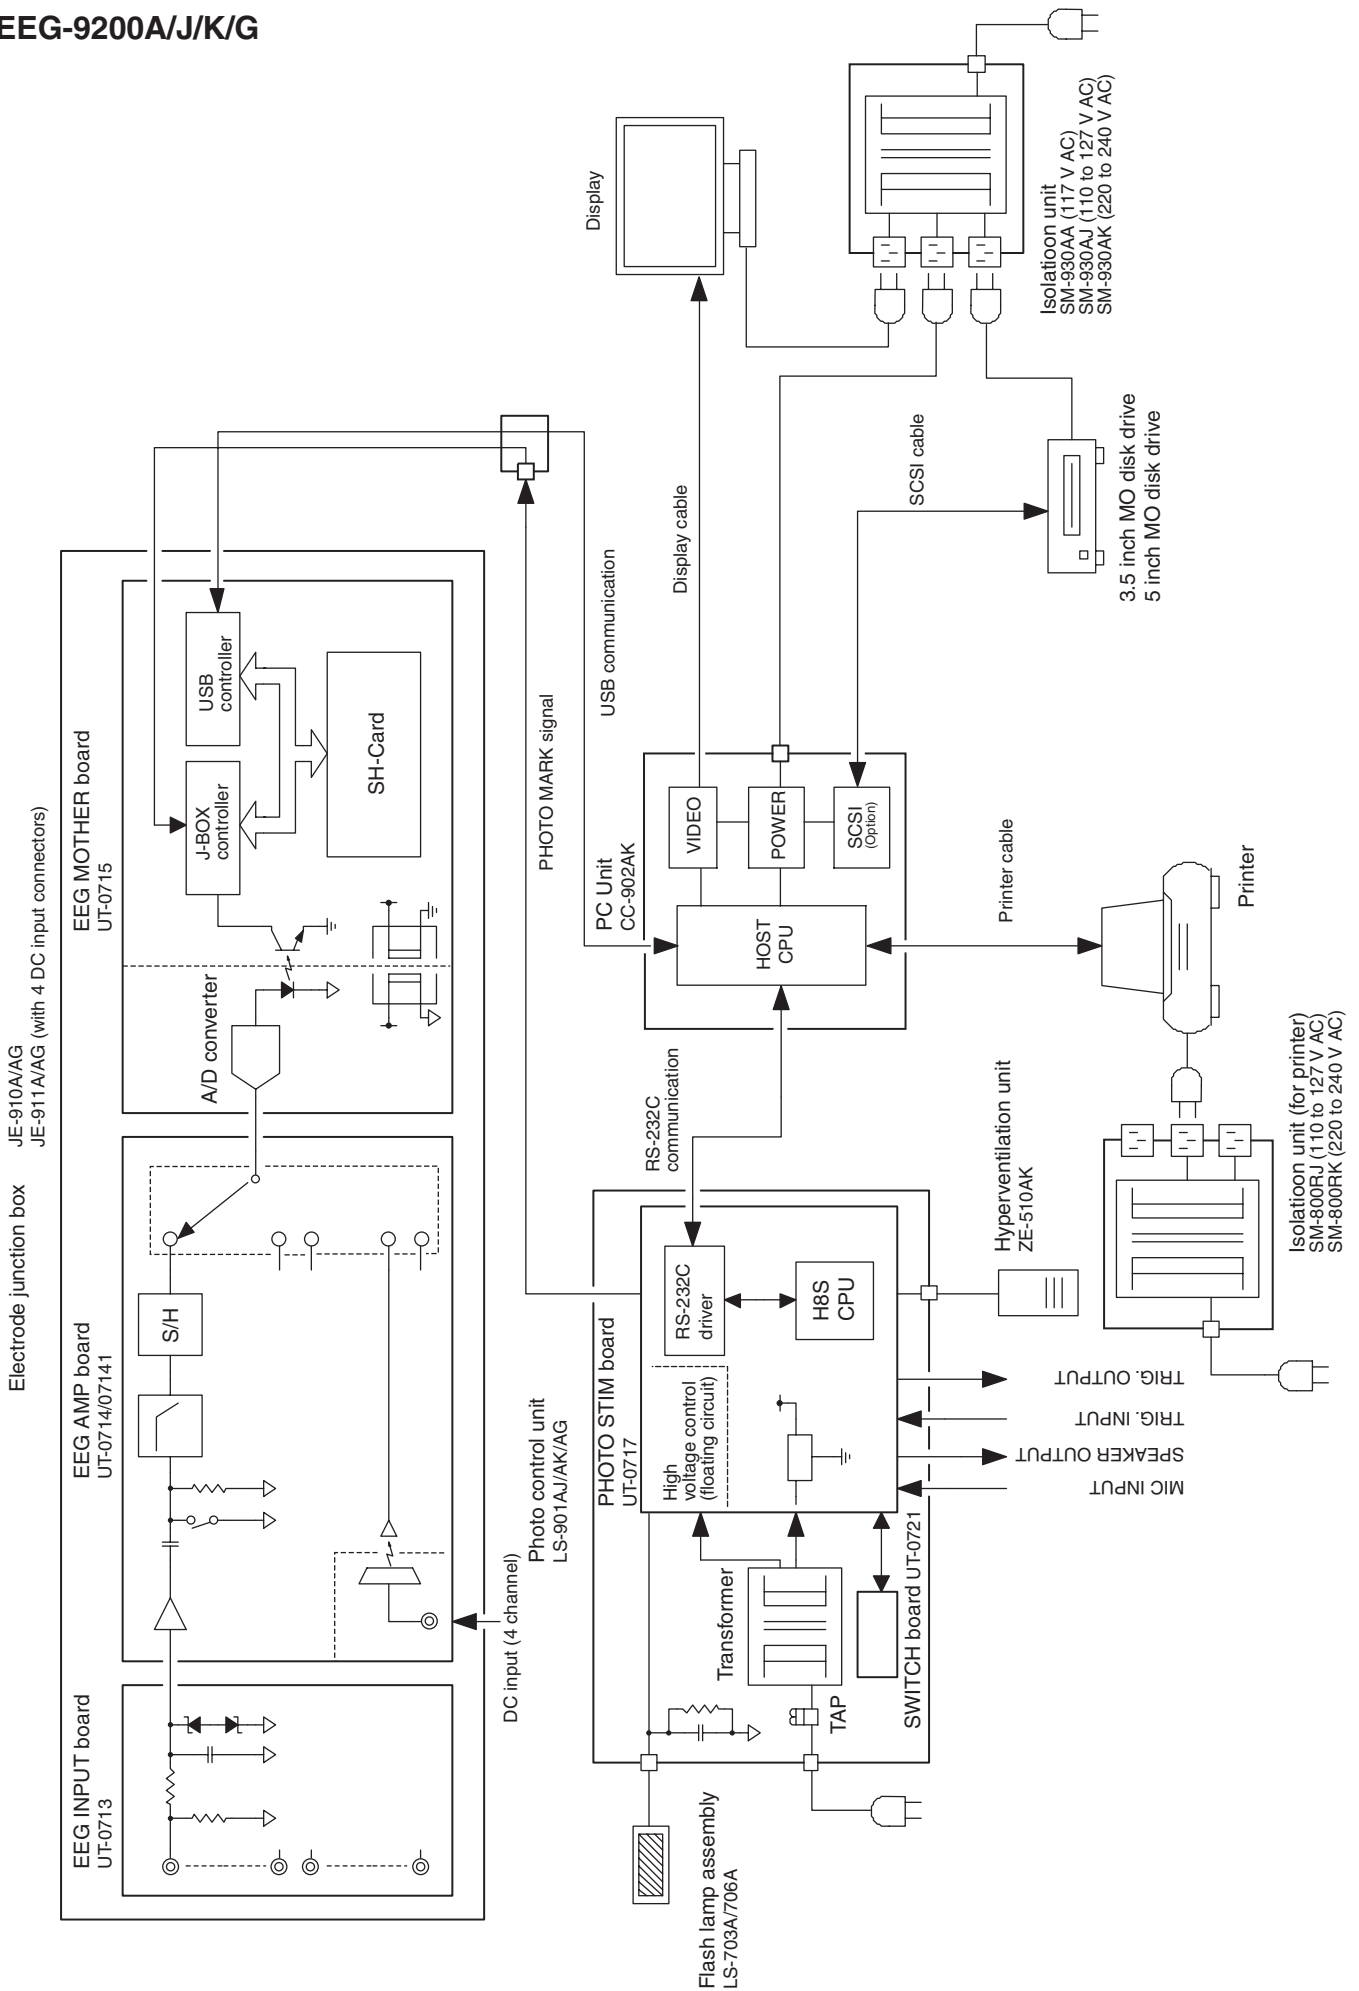 EEG-9200A/J/K/G
Electrode junction box
JE-910A/AG
JE-911A/AG (with 4 DC input connectors)
EEG INPUT board
UT-0713
EEG AMP board
UT-0714/07141
S/H
DC input (4 channel)
EEG MOTHER board
UT-0715
A/D converter
J-BOX
controller
USB
controller
SH-Card
PHOTO MARK signal
USB communication
Display cable
Display
Flash lamp assembly
LS-703A/706A
Photo control unit
LS-901AJ/AK/AG
PHOTO STIM board
UT-0717
High
voltage control
(floating circuit)
RS-232C
driver
H8S
CPU
Transformer
TAP
SWITCH board UT-0721
MIC INPUT
SPEAKER OUTPUT
TRIG. INPUT
TRIG. OUTPUT
Hyperventilation unit
ZE-510AK
RS-232C
communication
PC Unit
CC-902AK
HOST
CPU
VIDEO
POWER
SCSI
(Option)
SCSI cable
Printer cable
Printer
3.5 inch MO disk drive
5 inch MO disk drive
Isolatioon unit
SM-930AA (117 V AC)
SM-930AJ (110 to 127 V AC)
SM-930AK (220 to 240 V AC)
Isolatioon unit (for printer)
SM-800RJ (110 to 127 V AC)
SM-800RK (220 to 240 V AC)